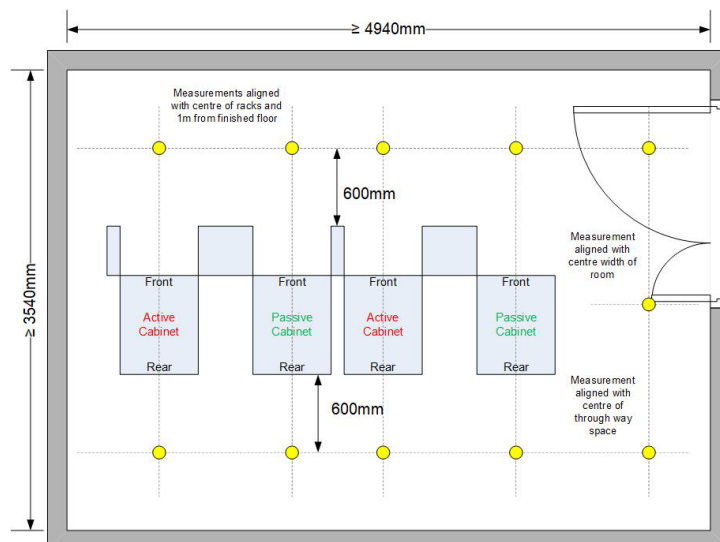 ≥ 4940mm
Measurements aligned
with centre of racks and
1m from finished floor
600mm
Measurement
aligned with
centre width of
room
≥ 3540mm
Front
Front
Front
Front
Active
Cabinet
Passive
Cabinet
Active
Cabinet
Passive
Cabinet
Rear
Rear
Rear
Rear
600mm
Measurement
aligned with
centre of
through way
space